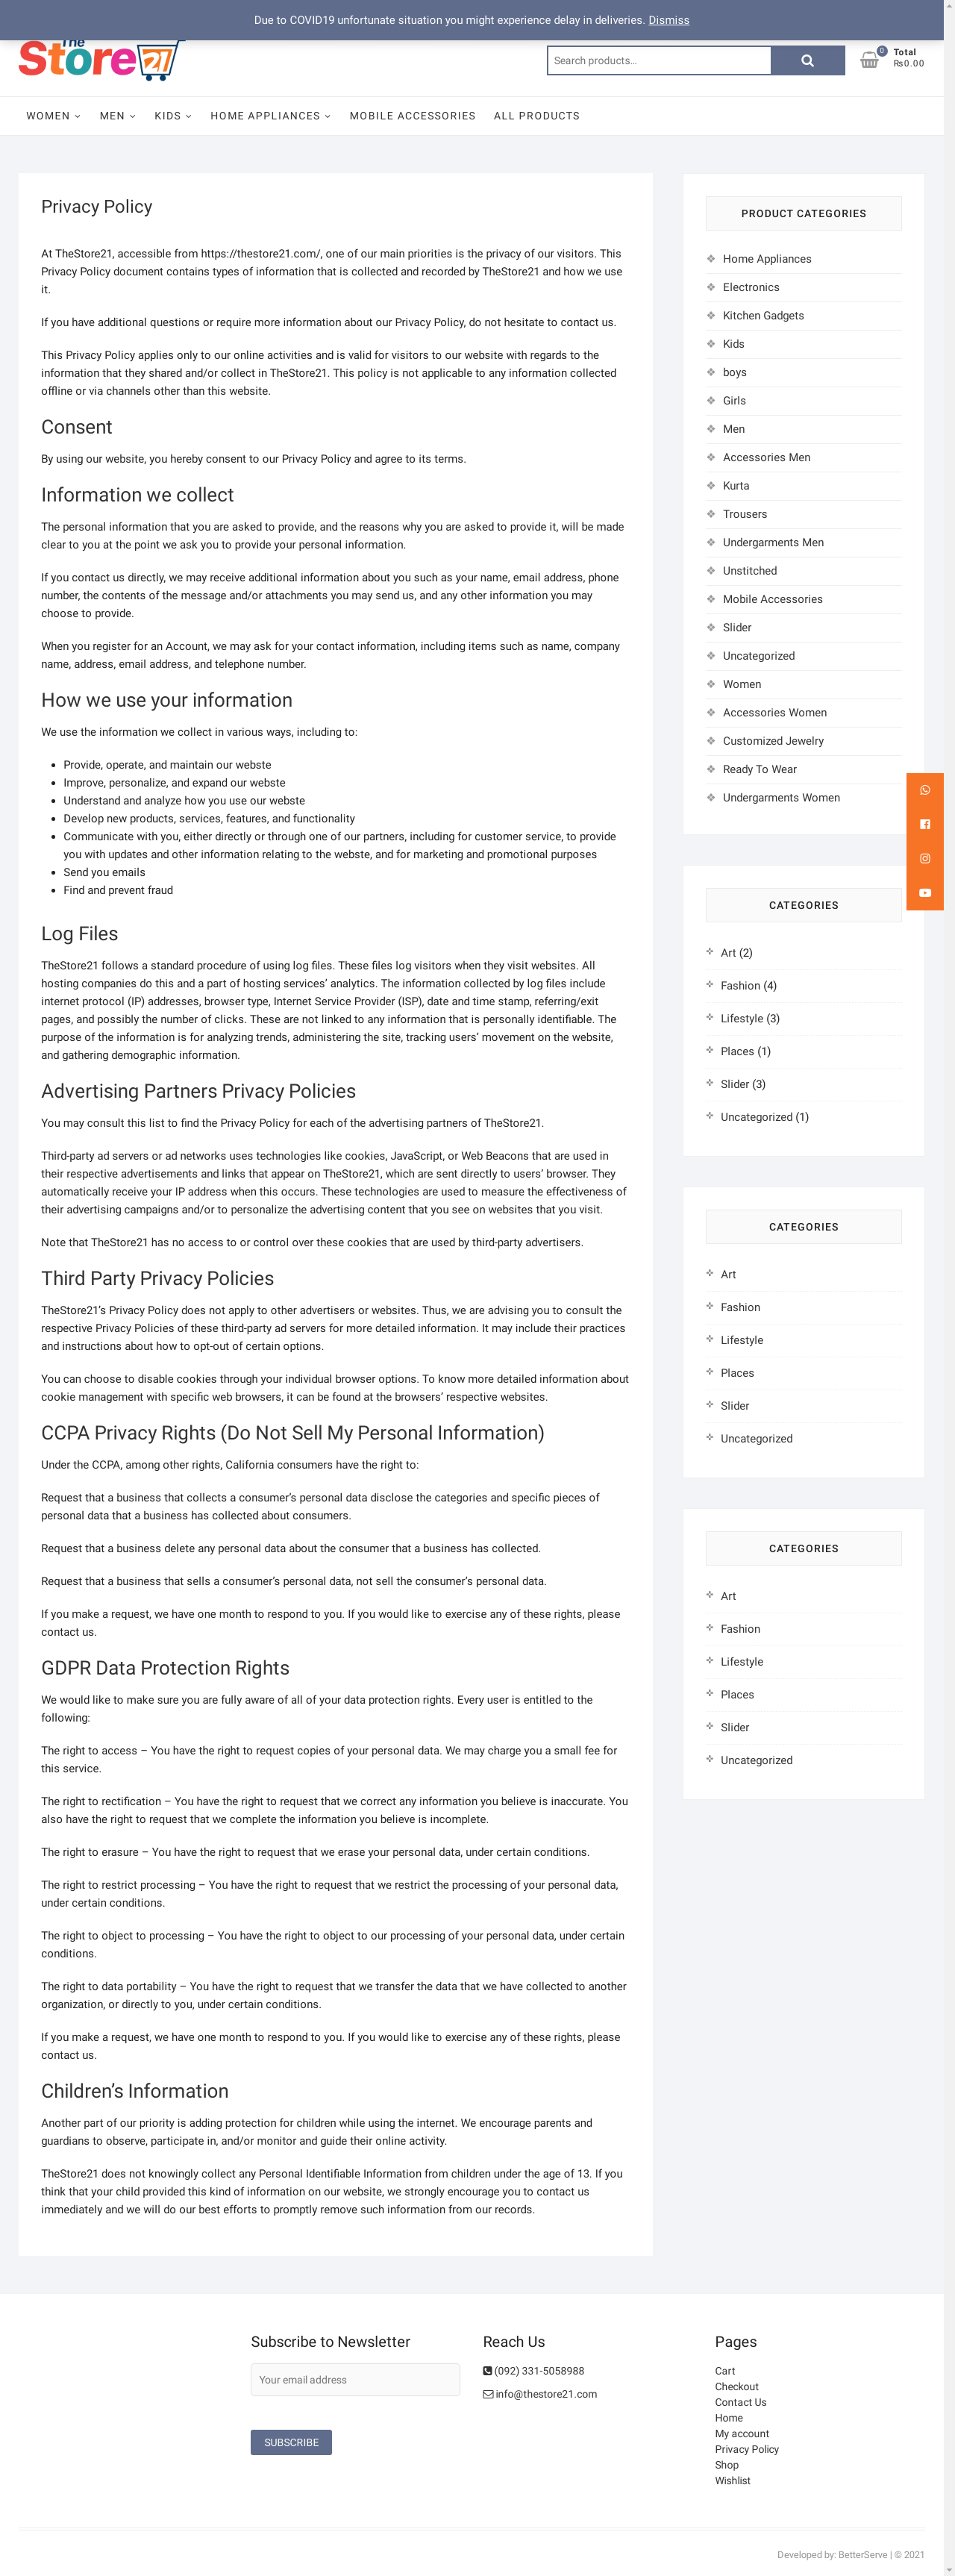 Due to COVID19 unfortunate situation you might experience delay in deliveries. Dismiss
The
Store 21
Search products...
0
Total
₨0.00
WOMEN
MEN
KIDS
HOME APPLIANCES
MOBILE ACCESSORIES
ALL PRODUCTS
Privacy Policy
At TheStore21, accessible from https://thestore21.com/, one of our main priorities is the privacy of our visitors. This
Privacy Policy document contains types of information that is collected and recorded by TheStore21 and how we use
it.
If you have additional questions or require more information about our Privacy Policy, do not hesitate to contact us.
This Privacy Policy applies only to our online activities and is valid for visitors to our website with regards to the
information that they shared and/or collect in TheStore21. This policy is not applicable to any information collected
offline or via channels other than this website.
Consent
By using our website, you hereby consent to our Privacy Policy and agree to its terms.
Information we collect
The personal information that you are asked to provide, and the reasons why you are asked to provide it, will be made
clear to you at the point we ask you to provide your personal information.
If you contact us directly, we may receive additional information about you such as your name, email address, phone
number, the contents of the message and/or attachments you may send us, and any other information you may
choose to provide.
When you register for an Account, we may ask for your contact information, including items such as name, company
name, address, email address, and telephone number.
How we use your information
We use the information we collect in various ways, including to:
Provide, operate, and maintain our webste
Improve, personalize, and expand our webste
Understand and analyze how you use our webste
Develop new products, services, features, and functionality
Communicate with you, either directly or through one of our partners, including for customer service, to provide
you with updates and other information relating to the webste, and for marketing and promotional purposes
Send you emails
Find and prevent fraud
Log Files
TheStore21 follows a standard procedure of using log files. These files log visitors when they visit websites. All
hosting companies do this and a part of hosting services’ analytics. The information collected by log files include
internet protocol (IP) addresses, browser type, Internet Service Provider (ISP), date and time stamp, referring/exit
pages, and possibly the number of clicks. These are not linked to any information that is personally identifiable. The
purpose of the information is for analyzing trends, administering the site, tracking users’ movement on the website,
and gathering demographic information.
Advertising Partners Privacy Policies
You may consult this list to find the Privacy Policy for each of the advertising partners of TheStore21.
Third-party ad servers or ad networks uses technologies like cookies, JavaScript, or Web Beacons that are used in
their respective advertisements and links that appear on TheStore21, which are sent directly to users’ browser. They
automatically receive your IP address when this occurs. These technologies are used to measure the effectiveness of
their advertising campaigns and/or to personalize the advertising content that you see on websites that you visit.
Note that TheStore21 has no access to or control over these cookies that are used by third-party advertisers.
Third Party Privacy Policies
TheStore21’s Privacy Policy does not apply to other advertisers or websites. Thus, we are advising you to consult the
respective Privacy Policies of these third-party ad servers for more detailed information. It may include their practices
and instructions about how to opt-out of certain options.
You can choose to disable cookies through your individual browser options. To know more detailed information about
cookie management with specific web browsers, it can be found at the browsers’ respective websites.
CCPA Privacy Rights (Do Not Sell My Personal Information)
Under the CCPA, among other rights, California consumers have the right to:
Request that a business that collects a consumer’s personal data disclose the categories and specific pieces of
personal data that a business has collected about consumers.
Request that a business delete any personal data about the consumer that a business has collected.
Request that a business that sells a consumer’s personal data, not sell the consumer’s personal data.
If you make a request, we have one month to respond to you. If you would like to exercise any of these rights, please
contact us.
GDPR Data Protection Rights
We would like to make sure you are fully aware of all of your data protection rights. Every user is entitled to the
following:
The right to access – You have the right to request copies of your personal data. We may charge you a small fee for
this service.
The right to rectification – You have the right to request that we correct any information you believe is inaccurate. You
also have the right to request that we complete the information you believe is incomplete.
The right to erasure – You have the right to request that we erase your personal data, under certain conditions.
The right to restrict processing – You have the right to request that we restrict the processing of your personal data,
under certain conditions.
The right to object to processing – You have the right to object to our processing of your personal data, under certain
conditions.
The right to data portability – You have the right to request that we transfer the data that we have collected to another
organization, or directly to you, under certain conditions.
If you make a request, we have one month to respond to you. If you would like to exercise any of these rights, please
contact us.
Children’s Information
Another part of our priority is adding protection for children while using the internet. We encourage parents and
guardians to observe, participate in, and/or monitor and guide their online activity.
TheStore21 does not knowingly collect any Personal Identifiable Information from children under the age of 13. If you
think that your child provided this kind of information on our website, we strongly encourage you to contact us
immediately and we will do our best efforts to promptly remove such information from our records.
PRODUCT CATEGORIES
Home Appliances
Electronics
Kitchen Gadgets
Kids
boys
Girls
Men
Accessories Men
Kurta
Trousers
Undergarments Men
Unstitched
Mobile Accessories
Slider
Uncategorized
Women
Accessories Women
Customized Jewelry
Ready To Wear
Undergarments Women
CATEGORIES
Art (2)
Fashion (4)
Lifestyle (3)
Places (1)
Slider (3)
Uncategorized (1)
CATEGORIES
Art
Fashion
Lifestyle
Places
Slider
Uncategorized
CATEGORIES
Art
Fashion
Lifestyle
Places
Slider
Uncategorized
Subscribe to Newsletter
Your email address
SUBSCRIBE
Reach Us
(092) 331-5058988
info@thestore21.com
Pages
Cart
Checkout
Contact Us
Home
My account
Privacy Policy
Shop
Wishlist
Developed by: BetterServe | © 2021